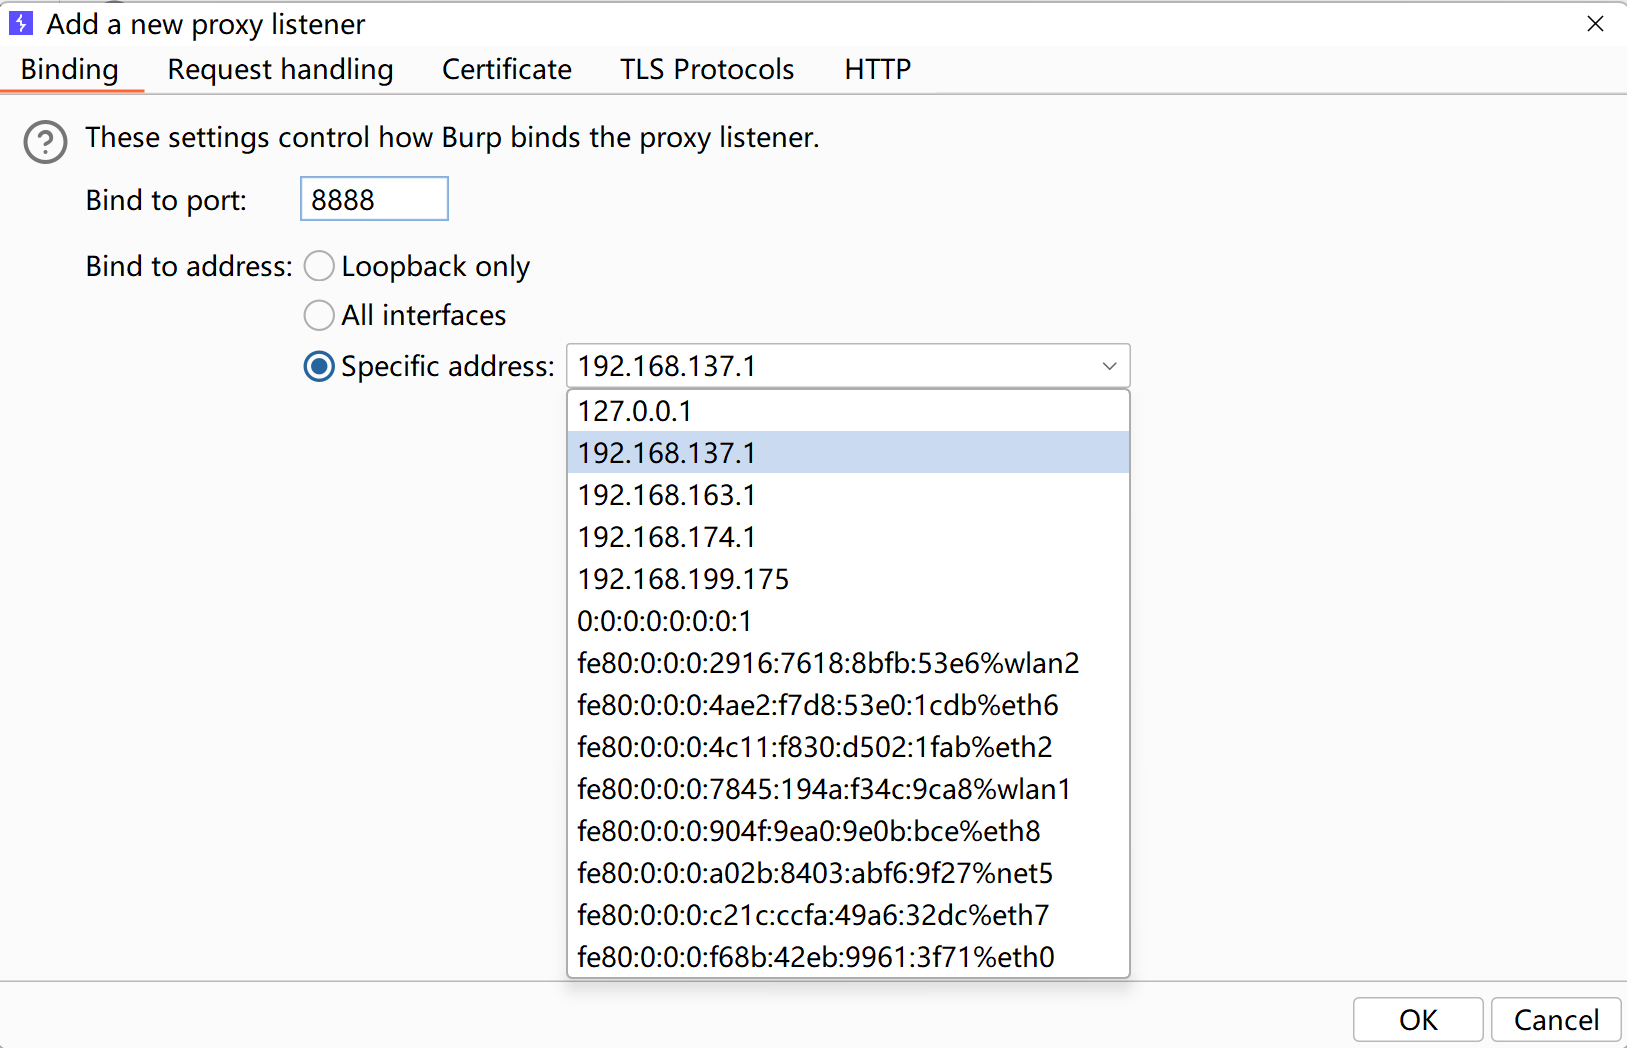 Add a new proxy listener
Binding Request handling Certificate TLS Protocols HTTP
These settings control how Burp binds the proxy listener.
Bind to port: 8888
Bind to address: Loopback only
All interfaces
Specific address: 192.168.137.1
127.0.0.1
192.168.137.1
192.168.163.1
192.168.174.1
192.168.199.175
0:0:0:0:0:0:0:1
fe80:0:0:0:2916:7618:8bfb:53e6%wlan2
fe80:0:0:0:4ae2:f7d8:53e0:1cdb%eth6
fe80:0:0:0:4c11:f830:d502:1fab%eth2
fe80:0:0:0:7845:194a:f34c:9ca8%wlan1
fe80:0:0:0:904f:9ea0:9e0b:bce%eth8
fe80:0:0:0:a02b:8403:abf6:9f27%net5
fe80:0:0:0:c21c:ccfa:49a6:32dc%eth7
fe80:0:0:0:f68b:42eb:9961:3f71%eth0
OK Cancel